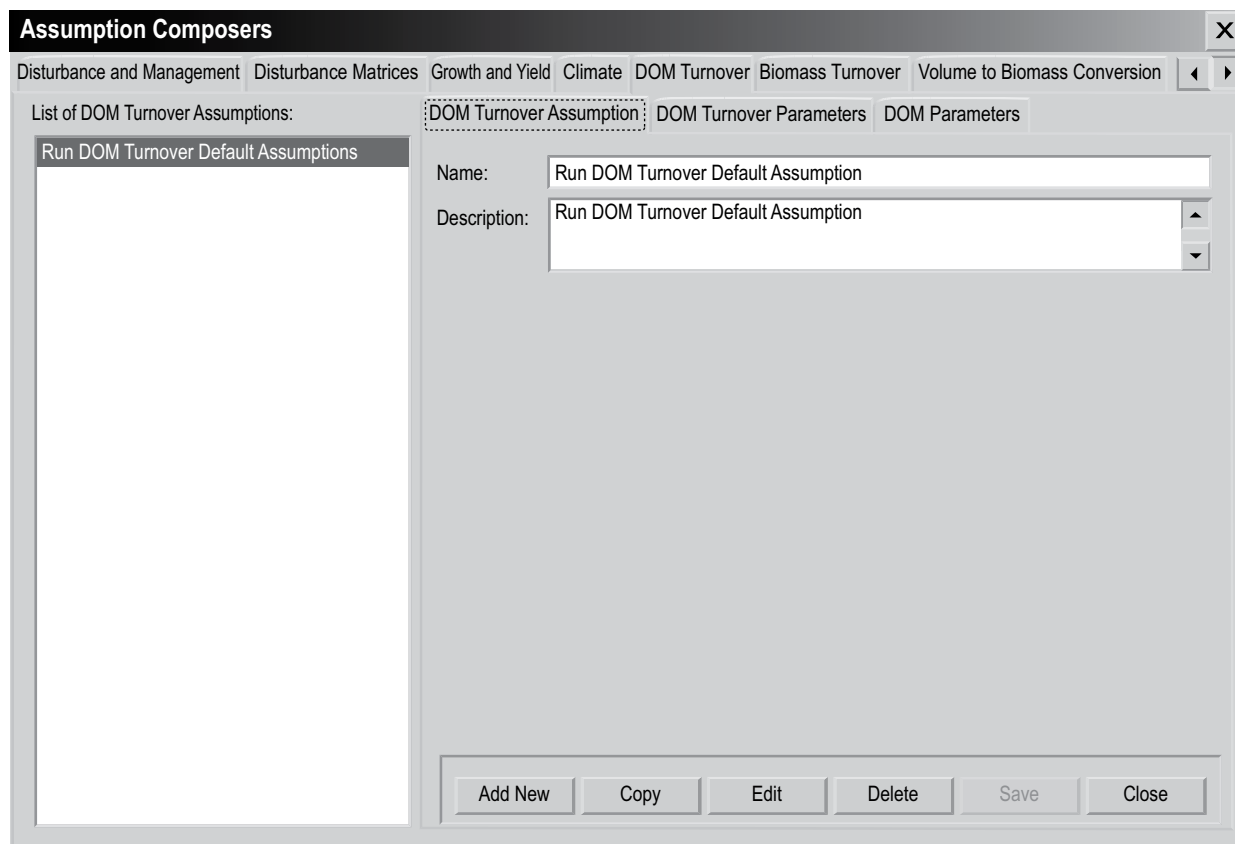 Assumption Composers
X
Disturbance and Management Disturbance Matrices Growth and Yield Climate DOM Turnover Biomass Turnover Volume to Biomass Conversion
List of DOM Turnover Assumptions:
Run DOM Turnover Default Assumptions
DOM Turnover Assumption DOM Turnover Parameters DOM Parameters
Name: Run DOM Turnover Default Assumption
Description: Run DOM Turnover Default Assumption
Add New Copy Edit Delete Save Close